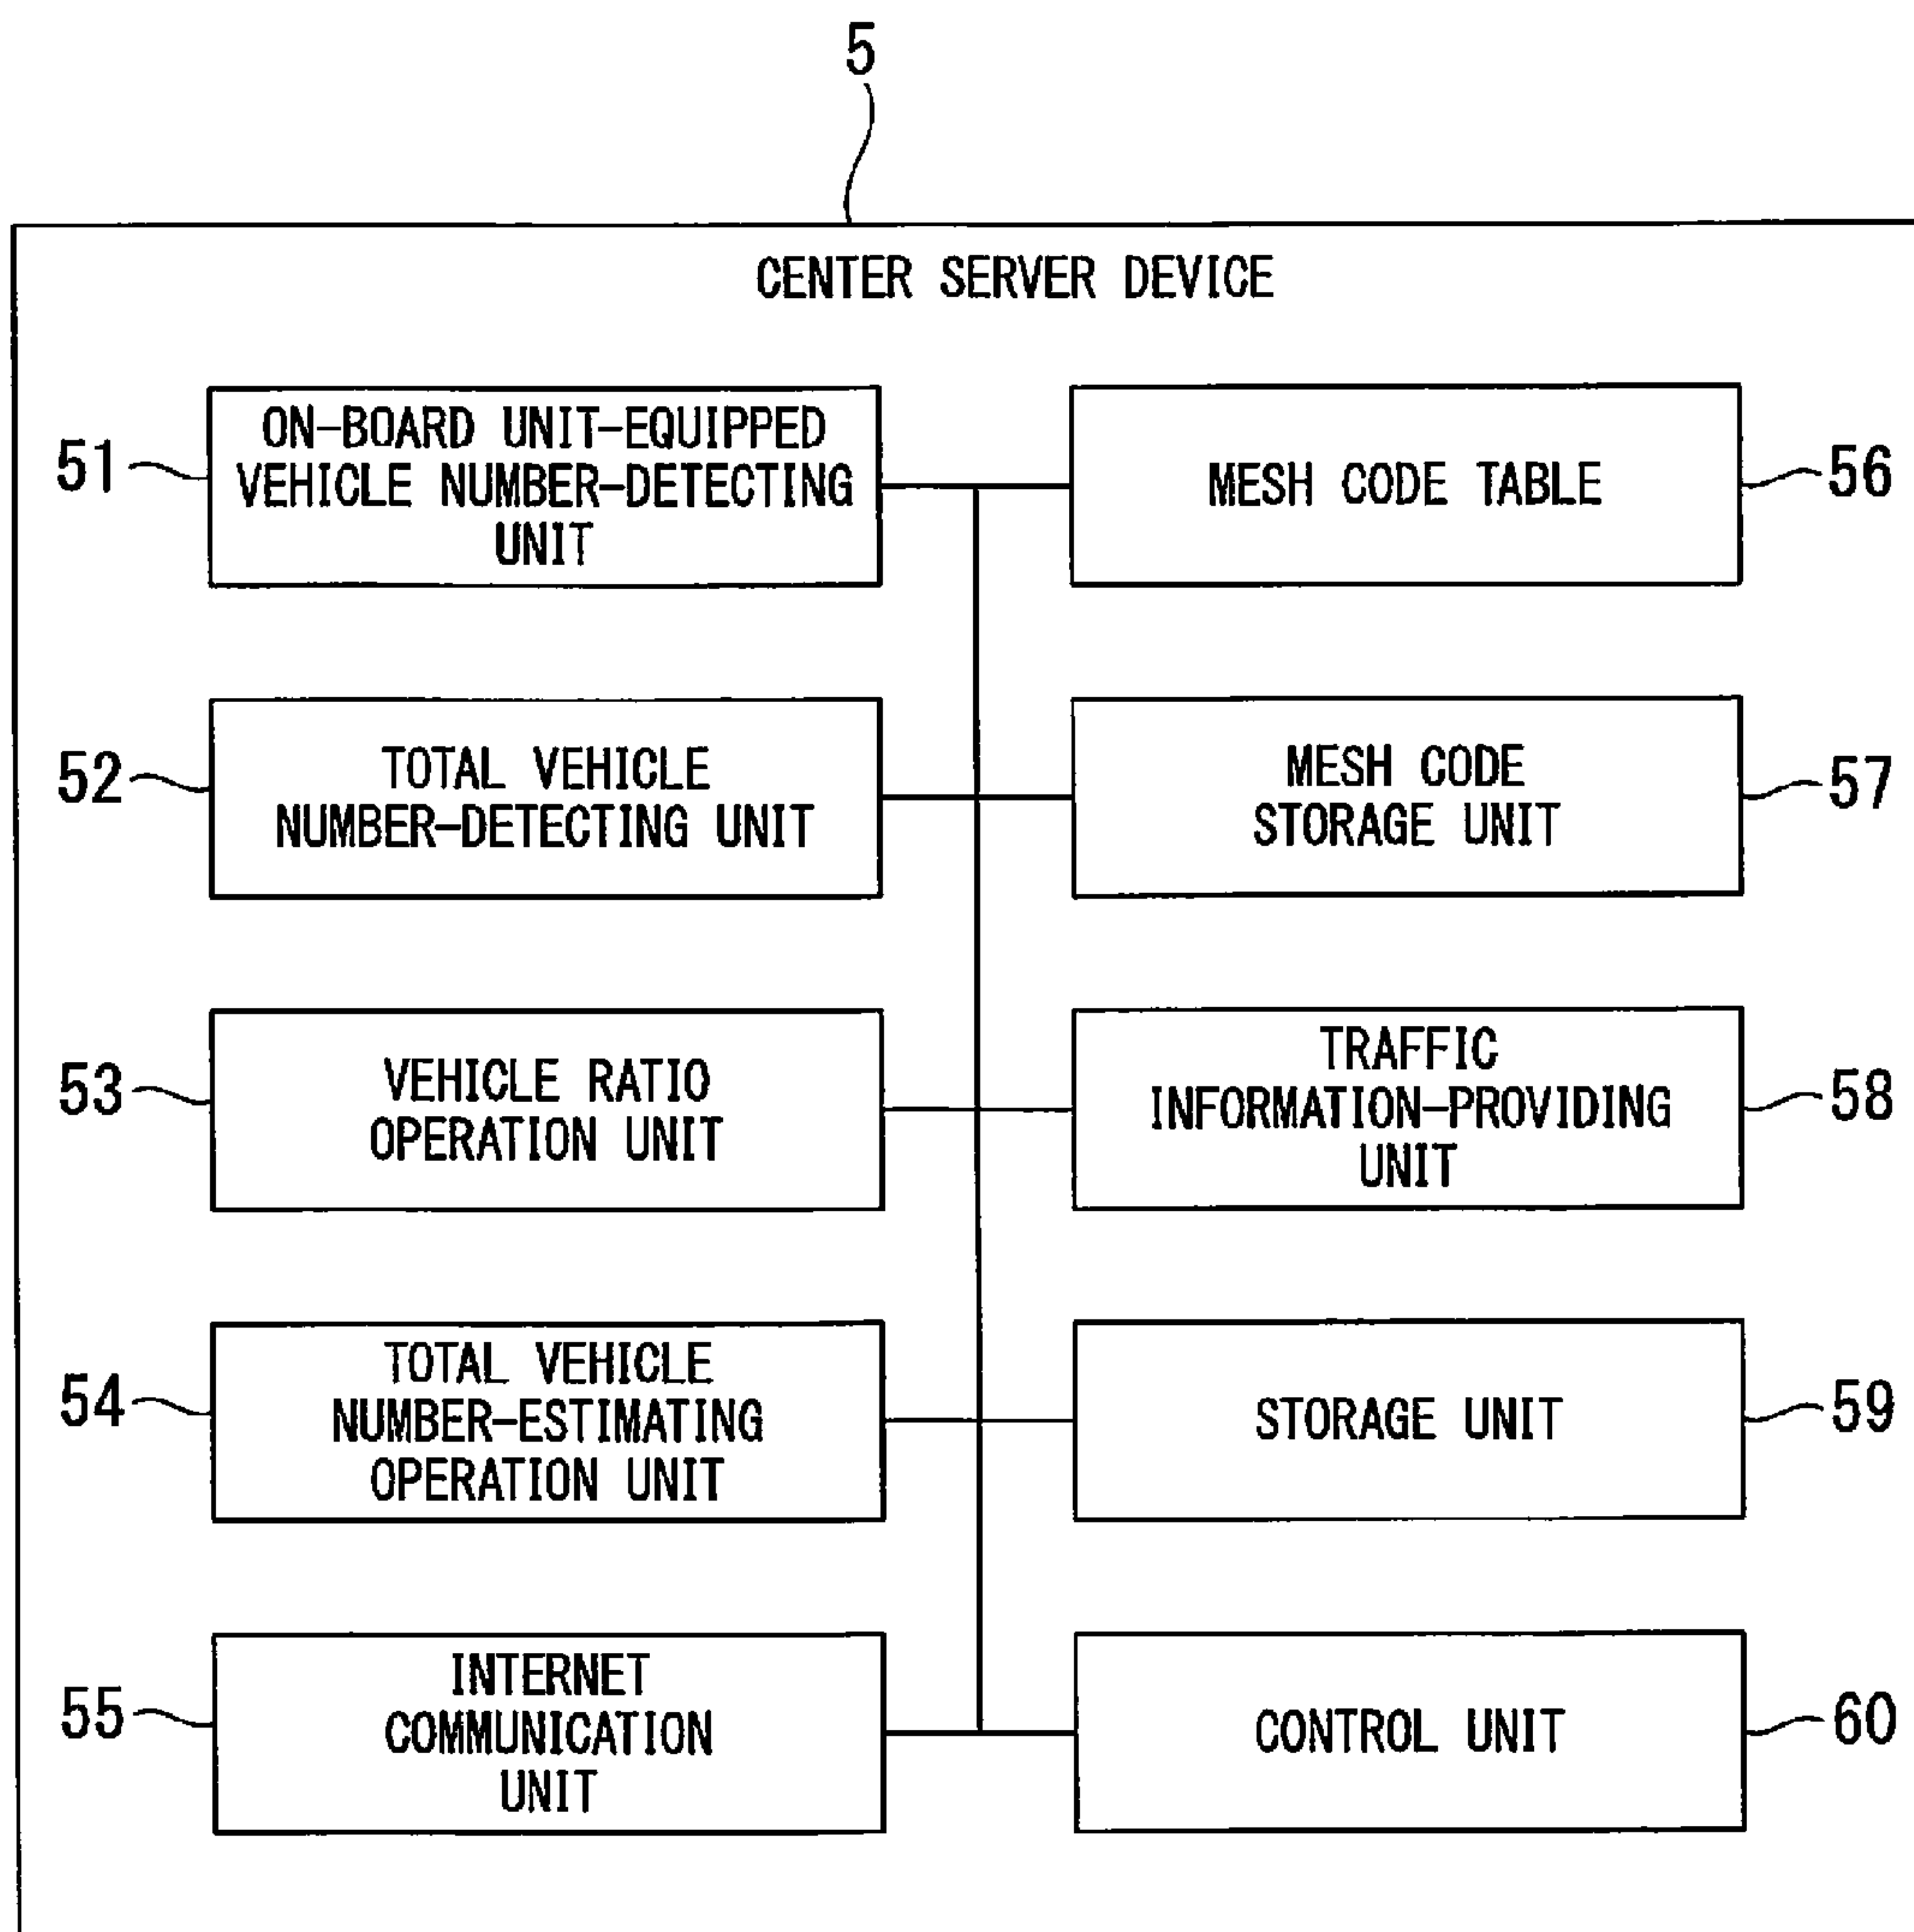 5
CENTER SERVER DEVICE
51
ON-BOARD UNIT-EQUIPPED
VEHICLE NUMBER-DETECTING
UNIT
MESH CODE TABLE
56
52
TOTAL VEHICLE
NUMBER-DETECTING UNIT
MESH CODE
STORAGE UNIT
57
53
VEHICLE RATIO
OPERATION UNIT
TRAFFIC
INFORMATION-PROVIDING
UNIT
58
54
TOTAL VEHICLE
NUMBER-ESTIMATING
OPERATION UNIT
STORAGE UNIT
59
55
INTERNET
COMMUNICATION
UNIT
CONTROL UNIT
60